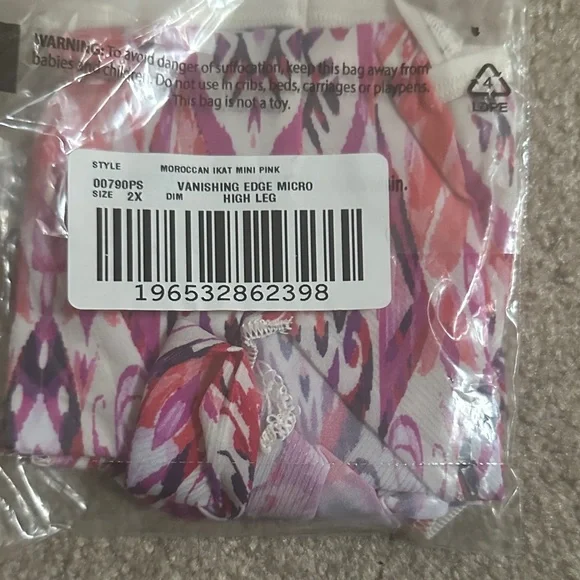 WARNING: To avoid danger of suffocation, keep this bag away from
babies and children. Do not use in cribs, beds, carriages or playpens.
This bag is not a toy.
4
LDPE
STYLE MOROCCAN IKAT MINI PINK
00790PS VANISHING EDGE MICRO
SIZE 2X DIM HIGH LEG
196532862398